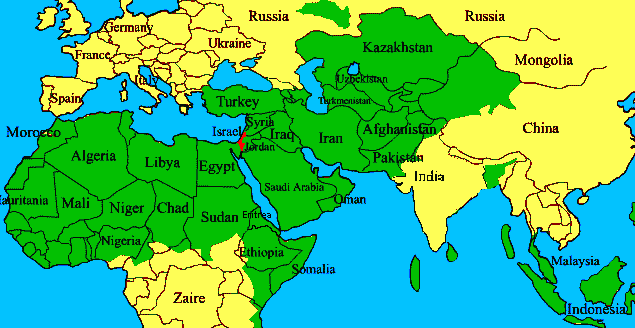 Russia
Russia
Germany
Ukraine
France
Kazakhstan
Mongolia
Italy
Uzbekistan
Spain
Turkey
Turkmenistan
Syria
China
Morocco
Israel
Iraq
Iran
Afghanistan
Jordan
Algeria
Libya
Egypt
Pakistan
India
Saudi Arabia
Mauritania
Mali
Niger
Chad
Oman
Sudan
Eritrea
Nigeria
Ethiopia
Somalia
Malaysia
Zaire
Indonesia